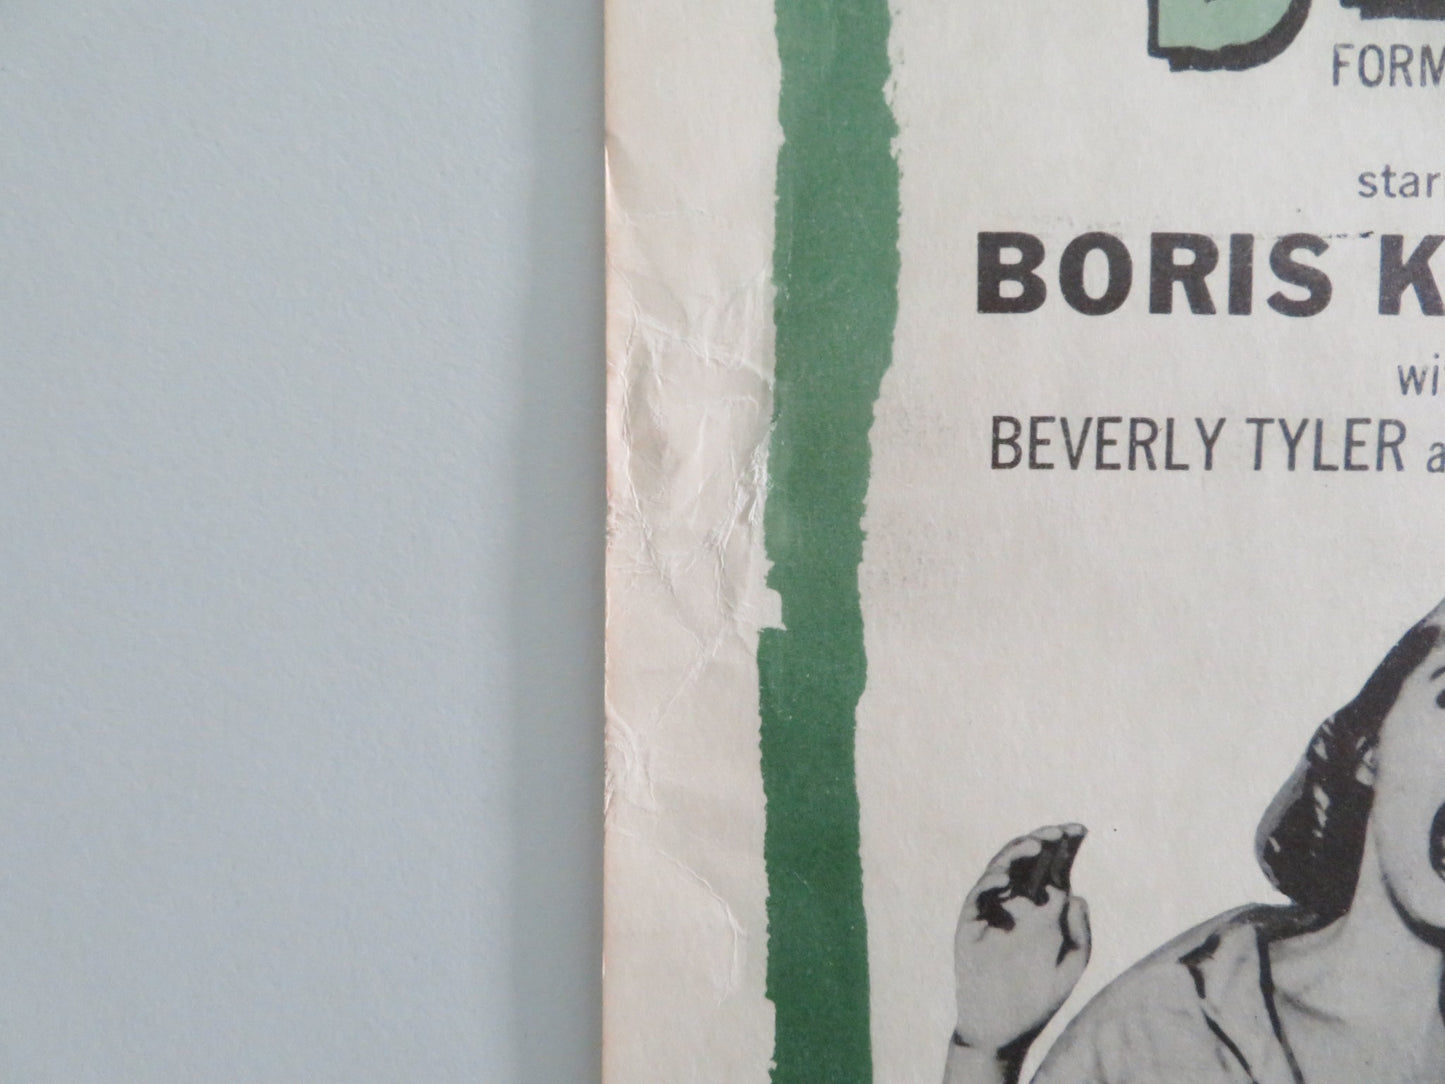 FORM
star
BORIS K
wi
BEVERLY TYLER a